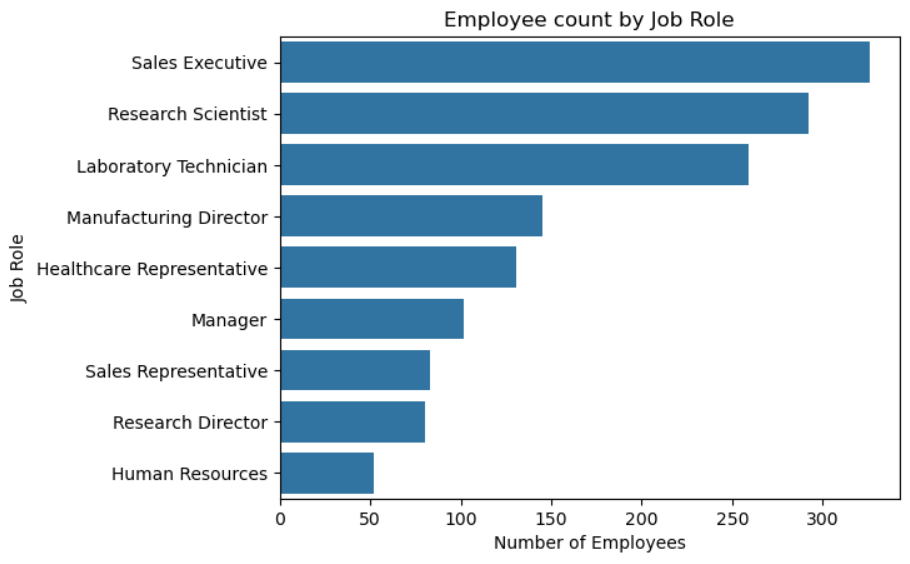 Employee count by Job Role
Job Role
Sales Executive
Research Scientist
Laboratory Technician
Manufacturing Director
Healthcare Representative
Manager
Sales Representative
Research Director
Human Resources
0 50 100 150 200 250 300
Number of Employees